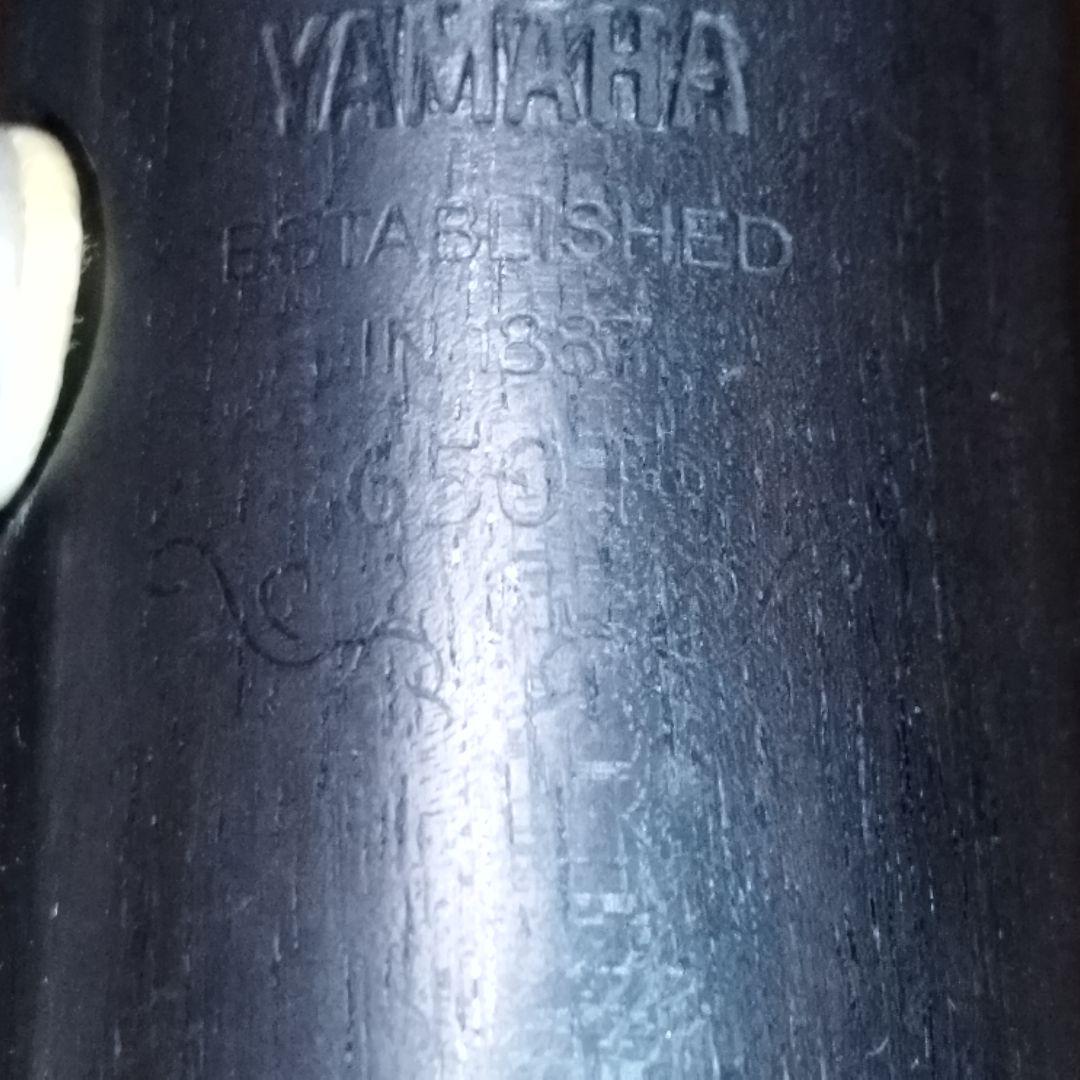 YAMAHA
ESTABLISHED
IN 1887
650